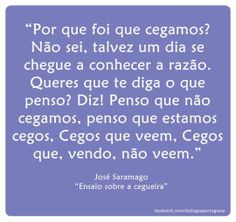 “Por que foi que cegamos?
Não sei, talvez um dia se
chegue a conhecer a razão.
Queres que te diga o que
penso? Diz! Penso que não
cegamos, penso que estamos
cegos, Cegos que veem, Cegos
que, vendo, não veem.”
José Saramago
“Ensaio sobre a cegueira”
facebook.com/dalinguaportuguesa